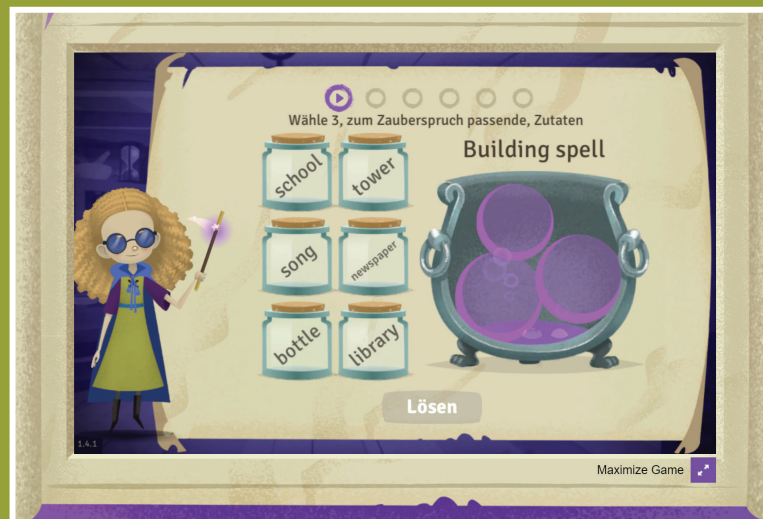 Wähle 3, zum Zauberspruch passende, Zutaten
Building spell
school
tower
song
newspaper
bottle
library
Lösen
1.4.1
Maximize Game